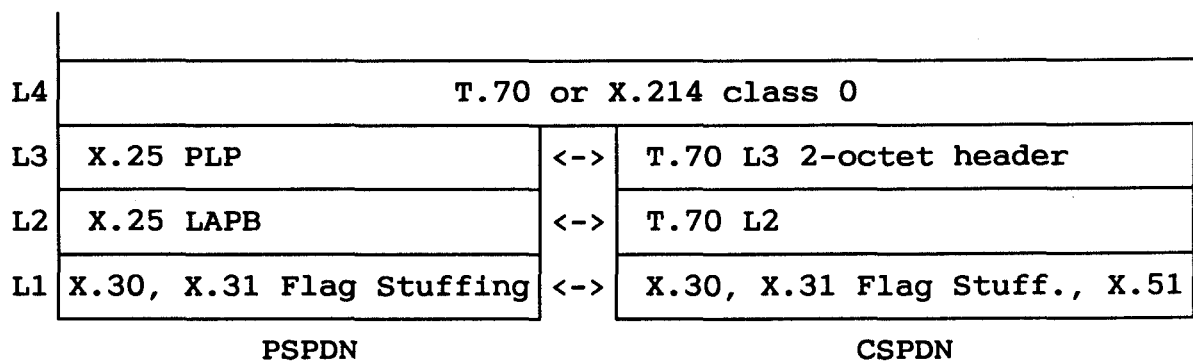 L4 T.70 or X.214 class 0
L3 X.25 PLP <-> T.70 L3 2-octet header
L2 X.25 LAPB <-> T.70 L2
L1 X.30, X.31 Flag Stuffing <-> X.30, X.31 Flag Stuff., X.51
PSPDN CSPDN